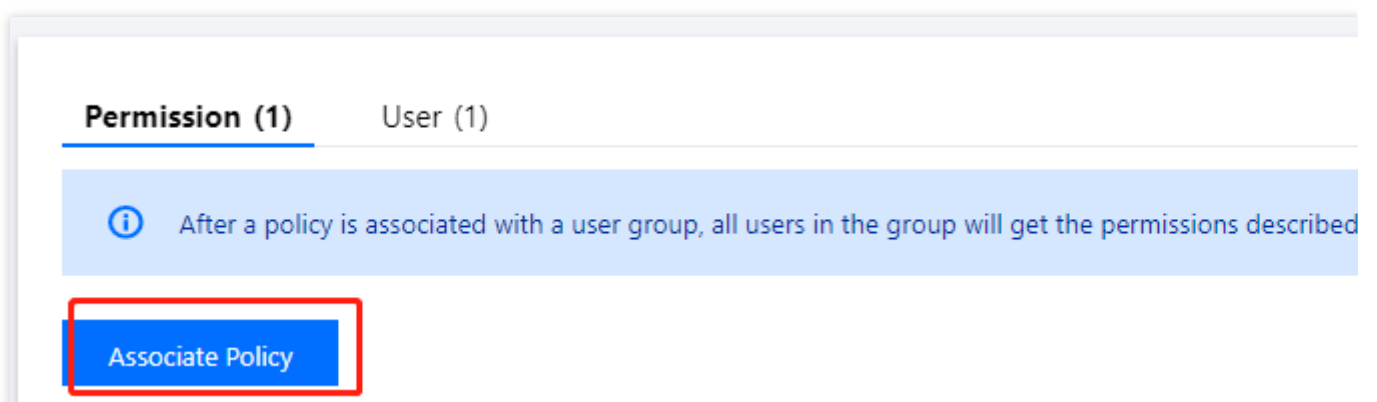 Permission (1) User (1)
After a policy is associated with a user group, all users in the group will get the permissions described
Associate Policy